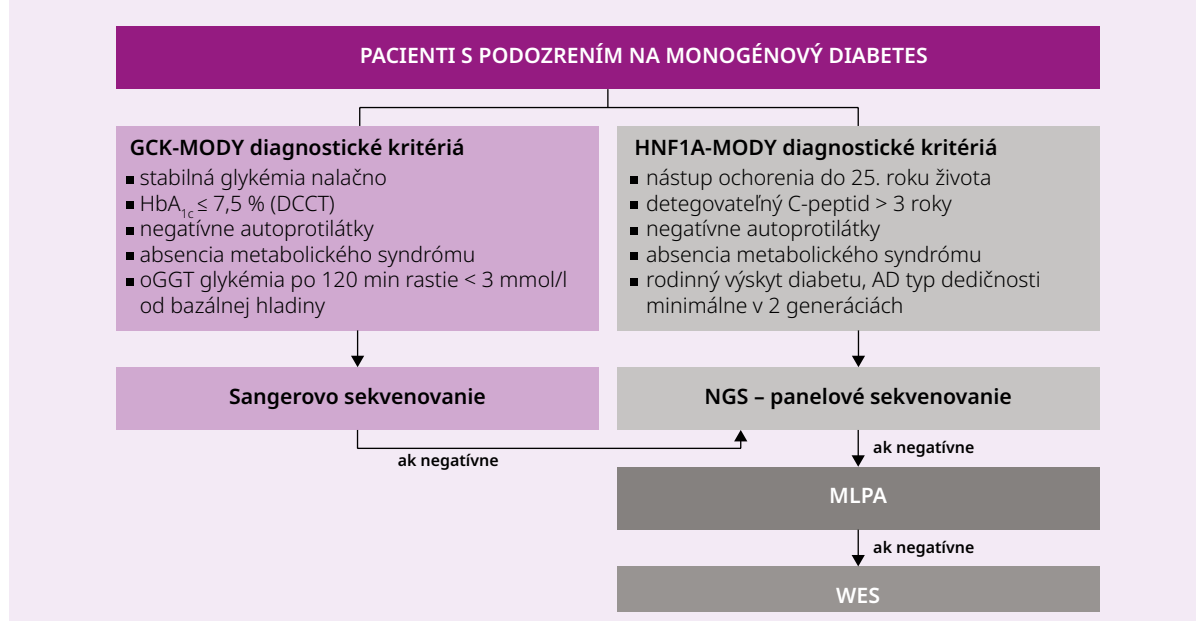 PACIENTI S PODOZRENÍM NA MONOGÉNOVÝ DIABETES
GCK-MODY diagnostické kritériá
▪ stabilná glykémia nalačno
▪ HbA1c ≤ 7,5 % (DCCT)
▪ negatívne autoprotilátky
▪ absencia metabolického syndrómu
▪ oGGT glykémia po 120 min rastie < 3 mmol/l
od bazálnej hladiny
HNF1A-MODY diagnostické kritériá
▪ nástup ochorenia do 25. roku života
▪ detegovateľný C-peptid > 3 roky
▪ negatívne autoprotilátky
▪ absencia metabolického syndrómu
▪ rodinný výskyt diabetu, AD typ dedičnosti
minimálne v 2 generáciách
Sangerovo sekvenovanie
NGS – panelové sekvenovanie
ak negatívne
ak negatívne
MLPA
ak negatívne
WES